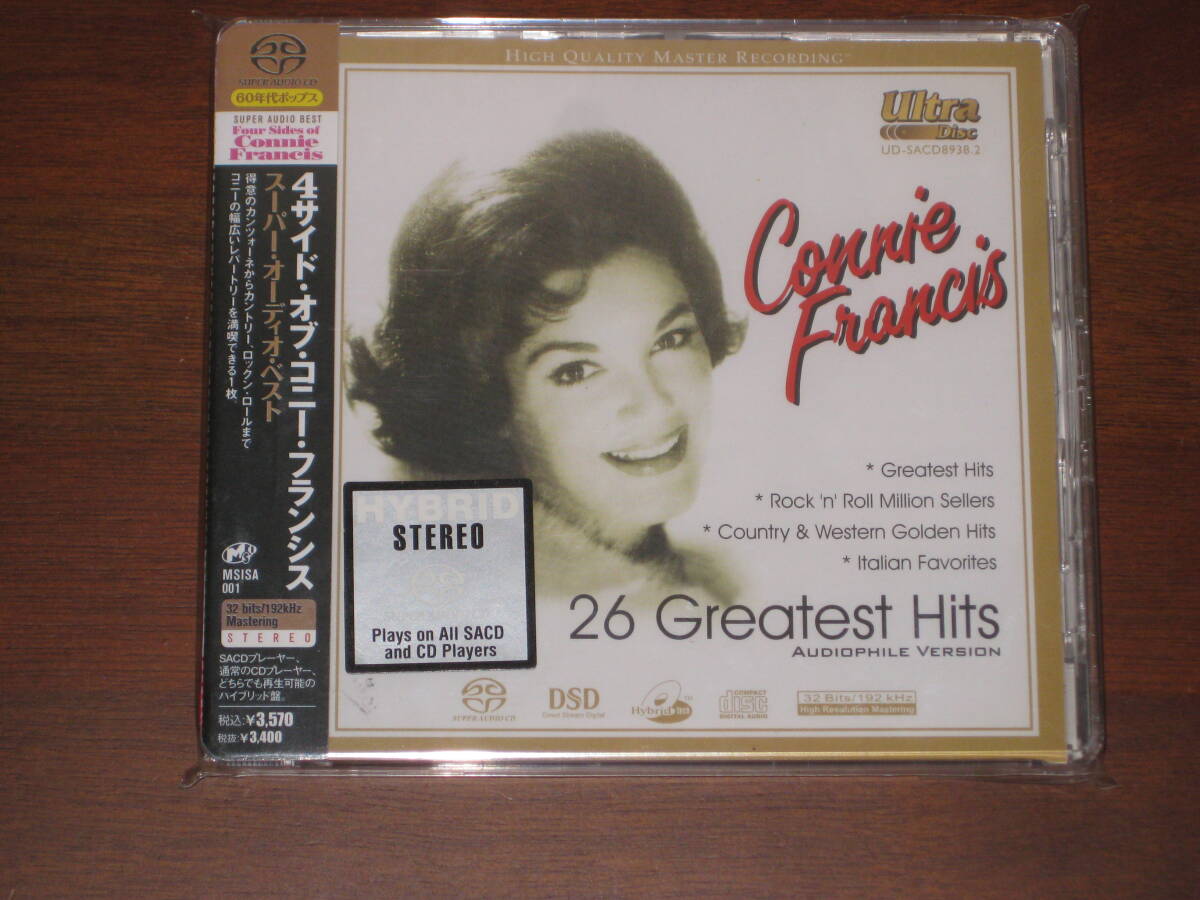 SUPER AUDIO CD
60年代ポップス
SUPER AUDIO BEST
Four Sides of
Connie
Francis
4サイド・オブ・コニー・フランシス
スーパー・オーディオ・ベスト
得意のカンツォーネからカントリー、ロックン・ロールまで
コニーの幅広いレパートリーを満喫できる1枚。
MSISA
001
32 bits/192kHz
Mastering
STEREO
SACDプレーヤー、
通常のCDプレーヤー、
どちらでも再生可能の
ハイブリッド盤。
税込:¥3,570
税抜:¥3,400
HIGH QUALITY MASTER RECORDING™
Ultra
Disc
UD-SACD8938.2
Connie
Francis
* Greatest Hits
* Rock 'n' Roll Million Sellers
* Country & Western Golden Hits
* Italian Favorites
26 Greatest Hits
AUDIOPHILE VERSION
HYBRID
STEREO
Plays on All SACD
and CD Players
SUPER AUDIO CD
DSD
Direct Stream Digital
Hybrid
TM
COMPACT
disc
DIGITAL AUDIO
32 Bits/192 kHz
High Resolution Mastering